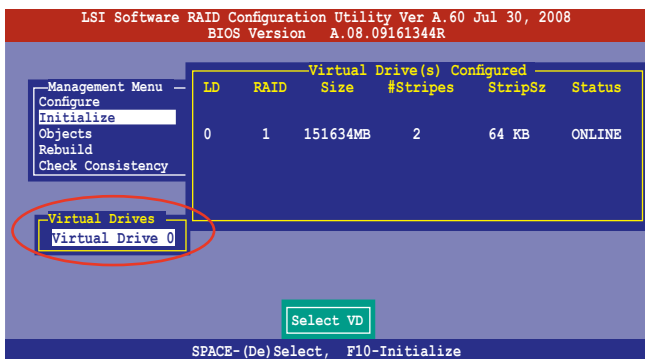 LSI Software RAID Configuration Utility Ver A.60 Jul 30, 2008
BIOS Version A.08.09161344R
Virtual Drive(s) Configured
LD RAID Size #Stripes StripSz Status
0 1 151634MB 2 64 KB ONLINE
Management Menu
Configure
Initialize
Objects
Rebuild
Check Consistency
Virtual Drives
Virtual Drive 0
Select VD
SPACE-(De)Select, F10-Initialize